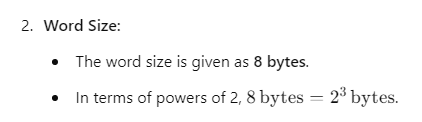 2. Word Size:
• The word size is given as 8 bytes.
• In terms of powers of 2, 8 bytes = 2³ bytes.